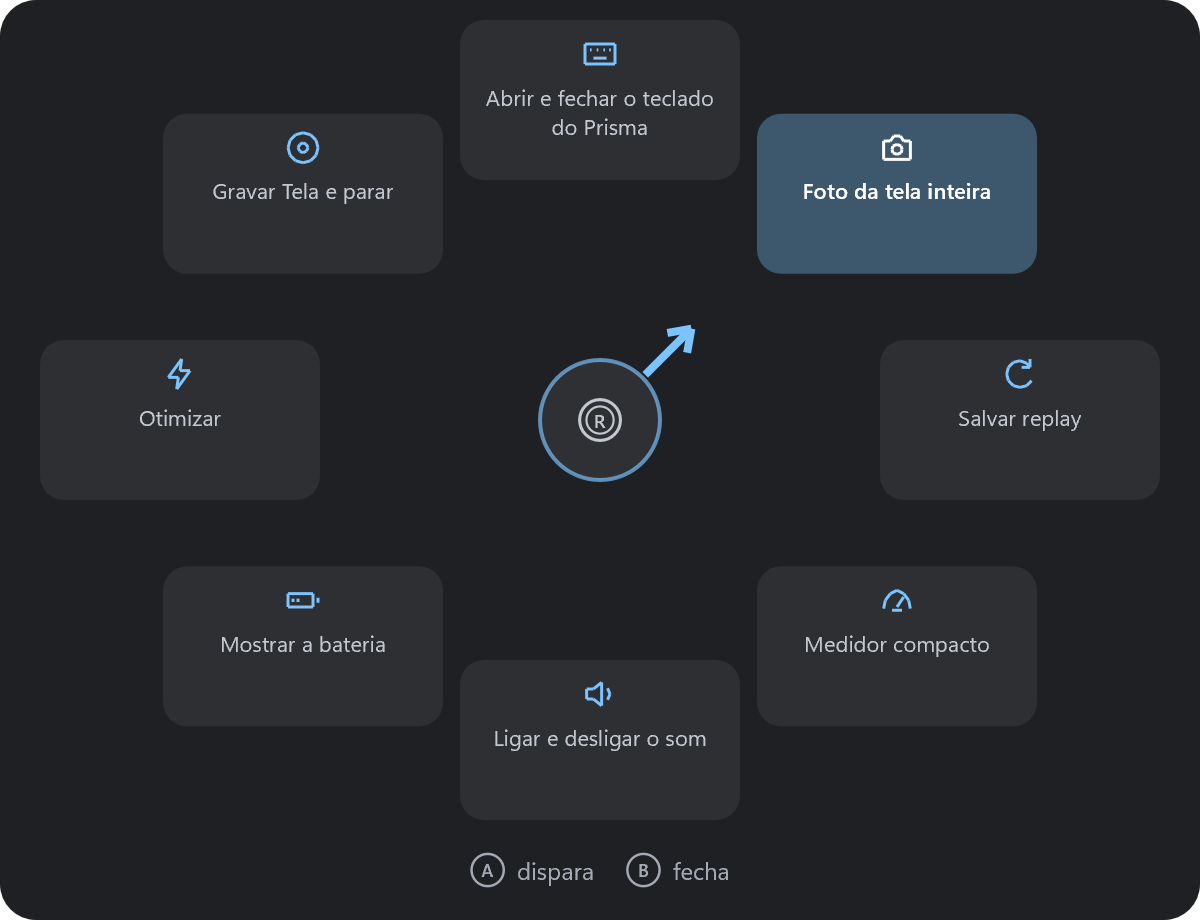 Abrir e fechar o teclado
do Prisma
Gravar Tela e parar
Foto da tela inteira
Otimizar
R
Salvar replay
Mostrar a bateria
Medidor compacto
Ligar e desligar o som
A dispara B fecha